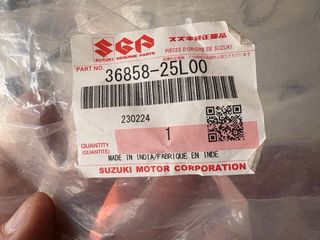 SGP
スズキ純正部品
SUZUKI GENUINE PARTS
PIÈCES D'ORIGINE DE SUZUKI
PART NO.
36858-25L00
230224
QUANTITY
(QUANTITÉ)
1
MADE IN INDIA/FABRIQUE EN INDE
SUZUKI MOTOR CORPORATION